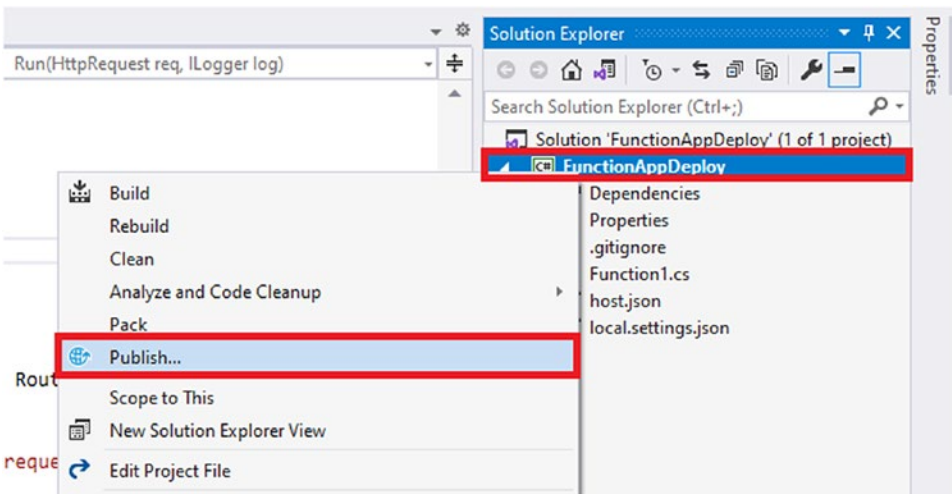 Run(HttpRequest req, ILogger log)
Rout
reque
Build
Rebuild
Clean
Analyze and Code Cleanup
Pack
Publish...
Scope to This
New Solution Explorer View
Edit Project File
Solution Explorer
Search Solution Explorer (Ctrl+;)
Solution 'FunctionAppDeploy' (1 of 1 project)
C# FunctionAppDeploy
Dependencies
Properties
.gitignore
Function1.cs
host.json
local.settings.json
Properties